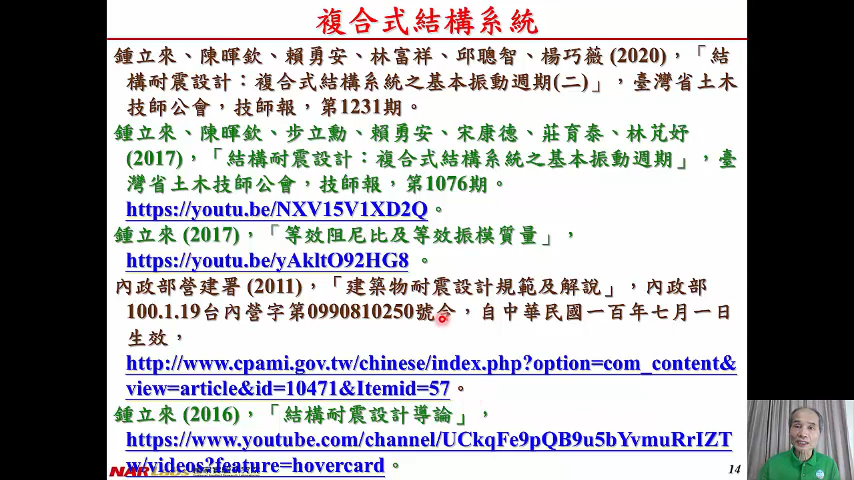 複合式結構系統
鍾立來、陳暉欽、賴勇安、林富祥、邱聰智、楊巧薇 (2020)，「結
構耐震設計：複合式結構系統之基本振動週期(二)」，臺灣省土木
技師公會，技師報，第1231期。
鍾立來、陳暉欽、步立勳、賴勇安、宋康德、莊育泰、林芃妤
(2017)，「結構耐震設計：複合式結構系統之基本振動週期」，臺
灣省土木技師公會，技師報，第1076期。
https://youtu.be/NXV15V1XD2Q。
鍾立來 (2017)，「等效阻尼比及等效振模質量」，
https://youtu.be/yAkltO92HG8 。
內政部營建署 (2011)，「建築物耐震設計規範及解說」，內政部
100.1.19台內營字第0990810250號令，自中華民國一百年七月一日
生效，
http://www.cpami.gov.tw/chinese/index.php?option=com_content&
view=article&id=10471&Itemid=57。
鍾立來 (2016)，「結構耐震設計導論」，
https://www.youtube.com/channel/UCkqFe9pQB9u5bYvmuRrIZT
w/videos?feature=hovercard。
14